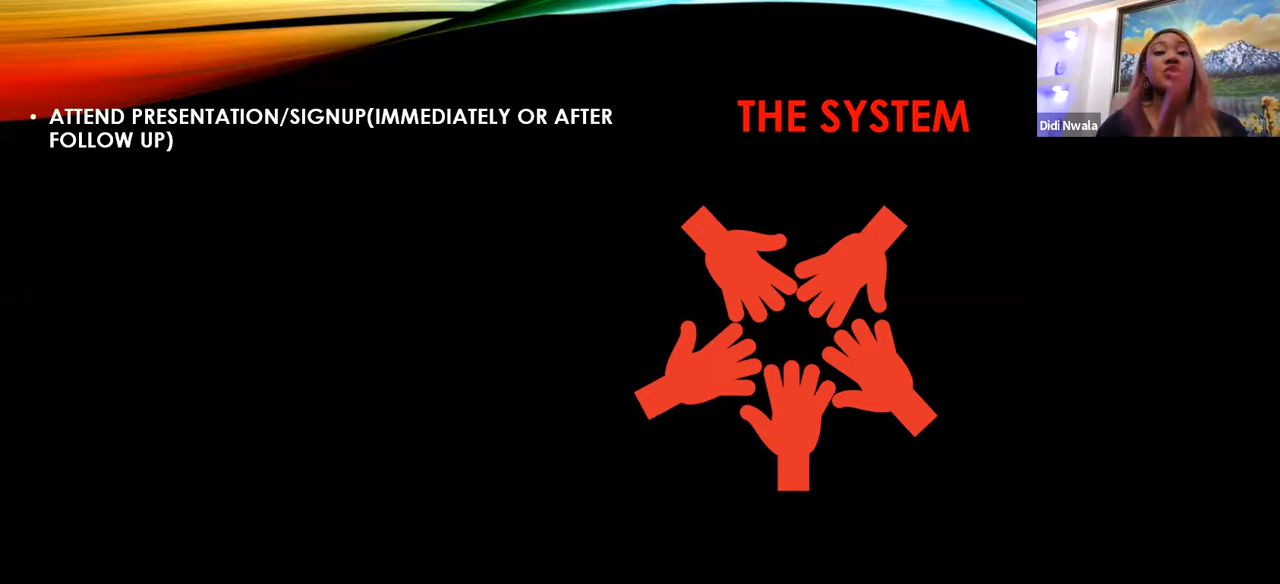 • ATTEND PRESENTATION/SIGNUP(IMMEDIATELY OR AFTER
FOLLOW UP)
THE SYSTEM
Didi Nwala